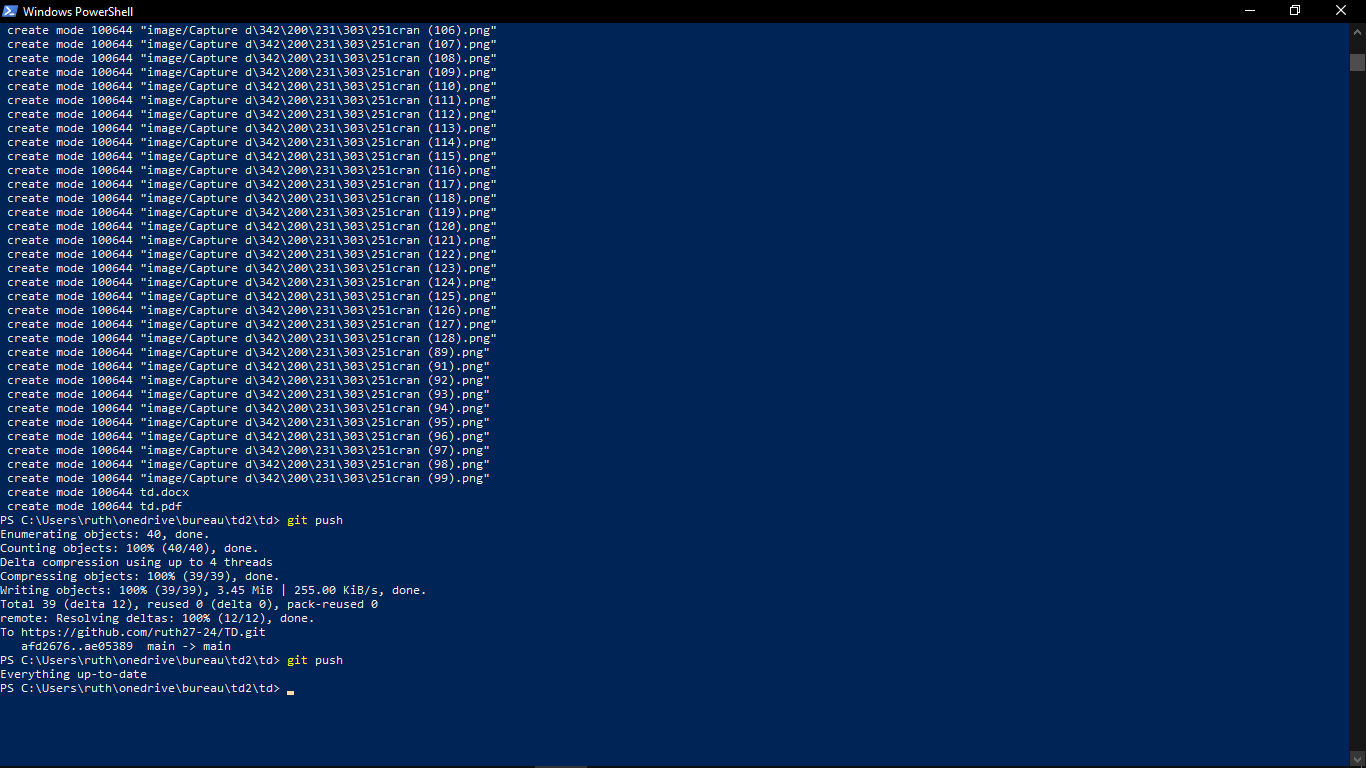 Windows PowerShell
 create mode 100644 "image/Capture d\342\200\231\303\251cran (106).png"
 create mode 100644 "image/Capture d\342\200\231\303\251cran (107).png"
 create mode 100644 "image/Capture d\342\200\231\303\251cran (108).png"
 create mode 100644 "image/Capture d\342\200\231\303\251cran (109).png"
 create mode 100644 "image/Capture d\342\200\231\303\251cran (110).png"
 create mode 100644 "image/Capture d\342\200\231\303\251cran (111).png"
 create mode 100644 "image/Capture d\342\200\231\303\251cran (112).png"
 create mode 100644 "image/Capture d\342\200\231\303\251cran (113).png"
 create mode 100644 "image/Capture d\342\200\231\303\251cran (114).png"
 create mode 100644 "image/Capture d\342\200\231\303\251cran (115).png"
 create mode 100644 "image/Capture d\342\200\231\303\251cran (116).png"
 create mode 100644 "image/Capture d\342\200\231\303\251cran (117).png"
 create mode 100644 "image/Capture d\342\200\231\303\251cran (118).png"
 create mode 100644 "image/Capture d\342\200\231\303\251cran (119).png"
 create mode 100644 "image/Capture d\342\200\231\303\251cran (120).png"
 create mode 100644 "image/Capture d\342\200\231\303\251cran (121).png"
 create mode 100644 "image/Capture d\342\200\231\303\251cran (122).png"
 create mode 100644 "image/Capture d\342\200\231\303\251cran (123).png"
 create mode 100644 "image/Capture d\342\200\231\303\251cran (124).png"
 create mode 100644 "image/Capture d\342\200\231\303\251cran (125).png"
 create mode 100644 "image/Capture d\342\200\231\303\251cran (126).png"
 create mode 100644 "image/Capture d\342\200\231\303\251cran (127).png"
 create mode 100644 "image/Capture d\342\200\231\303\251cran (128).png"
 create mode 100644 "image/Capture d\342\200\231\303\251cran (89).png"
 create mode 100644 "image/Capture d\342\200\231\303\251cran (91).png"
 create mode 100644 "image/Capture d\342\200\231\303\251cran (92).png"
 create mode 100644 "image/Capture d\342\200\231\303\251cran (93).png"
 create mode 100644 "image/Capture d\342\200\231\303\251cran (94).png"
 create mode 100644 "image/Capture d\342\200\231\303\251cran (95).png"
 create mode 100644 "image/Capture d\342\200\231\303\251cran (96).png"
 create mode 100644 "image/Capture d\342\200\231\303\251cran (97).png"
 create mode 100644 "image/Capture d\342\200\231\303\251cran (98).png"
 create mode 100644 "image/Capture d\342\200\231\303\251cran (99).png"
 create mode 100644 td.docx
 create mode 100644 td.pdf
PS C:\Users\ruth\onedrive\bureau\td2\td> git push
Enumerating objects: 40, done.
Counting objects: 100% (40/40), done.
Delta compression using up to 4 threads
Compressing objects: 100% (39/39), done.
Writing objects: 100% (39/39), 3.45 MiB | 255.00 KiB/s, done.
Total 39 (delta 12), reused 0 (delta 0), pack-reused 0
remote: Resolving deltas: 100% (12/12), done.
To https://github.com/ruth27-24/TD.git
   afd2676..ae05389  main -> main
PS C:\Users\ruth\onedrive\bureau\td2\td> git push
Everything up-to-date
PS C:\Users\ruth\onedrive\bureau\td2\td>